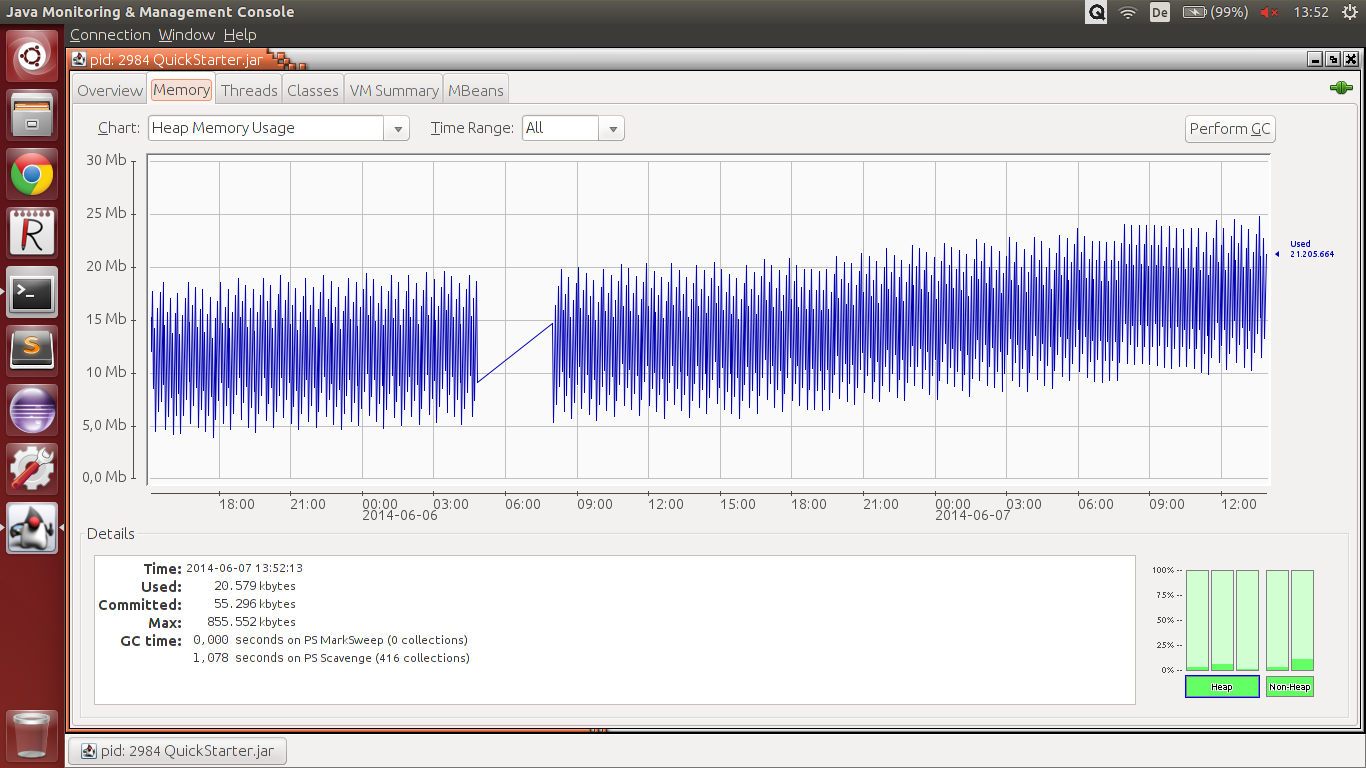 Java Monitoring & Management Console
De (99%) 13:52
Connection Window Help
pid: 2984 QuickStarter.jar
Overview Memory Threads Classes VM Summary MBeans
Chart: Heap Memory Usage Time Range: All Perform GC
30 Mb
25 Mb
20 Mb
15 Mb
10 Mb
5,0 Mb
0,0 Mb
Used
21.205.664
18:00 21:00 00:00 03:00 06:00 09:00 12:00 15:00 18:00 21:00 00:00 03:00 06:00 09:00 12:00
2014-06-06 2014-06-07
Details
Time: 2014-06-07 13:52:13
Used: 20.579 kbytes
Committed: 55.296 kbytes
Max: 855.552 kbytes
GC time: 0,000 seconds on PS MarkSweep (0 collections)
1,078 seconds on PS Scavenge (416 collections)
100% --
75% --
50% --
25% --
0% --
Heap Non-Heap
pid: 2984 QuickStarter.jar